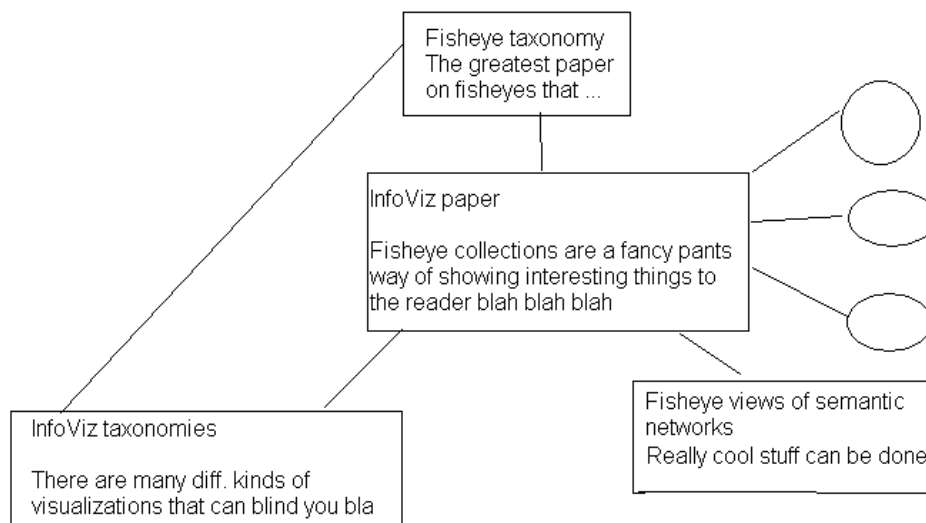 Fisheye taxonomy
The greatest paper
on fisheyes that ...
InfoViz paper
Fisheye collections are a fancy pants
way of showing interesting things to
the reader blah blah blah
InfoViz taxonomies
There are many diff. kinds of
visualizations that can blind you bla
Fisheye views of semantic
networks
Really cool stuff can be done